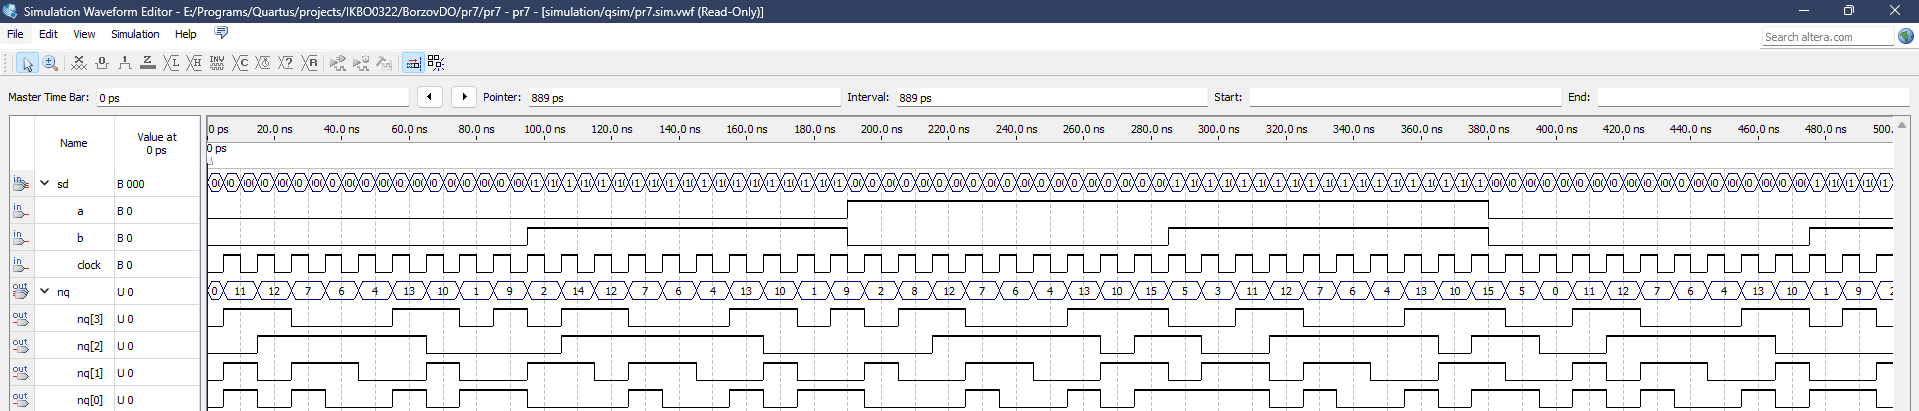 Simulation Waveform Editor - E:/Programs/Quartus/projects/IKBO0322/BorzovDO/pr7/pr7 - pr7 - [simulation/qsim/pr7.sim.vwf (Read-Only)]
File Edit View Simulation Help
Search altera.com
Master Time Bar: 0 ps Pointer: 889 ps Interval: 889 ps Start: End:
Name Value at 0 ps
0 ps 20.0 ns 40.0 ns 60.0 ns 80.0 ns 100.0 ns 120.0 ns 140.0 ns 160.0 ns 180.0 ns 200.0 ns 220.0 ns 240.0 ns 260.0 ns 280.0 ns 300.0 ns 320.0 ns 340.0 ns 360.0 ns 380.0 ns 400.0 ns 420.0 ns 440.0 ns 460.0 ns 480.0 ns 500.
0 ps
sd B 000
a B 0
b B 0
clock B 0
nq U 0 0 11 12 7 6 4 13 10 1 9 2 14 12 7 6 4 13 10 1 9 2 8 12 7 6 4 13 10 15 5 3 11 12 7 6 4 13 10 15 5 0 11 12 7 6 4 13 10 1 9 2
nq[3] U 0
nq[2] U 0
nq[1] U 0
nq[0] U 0